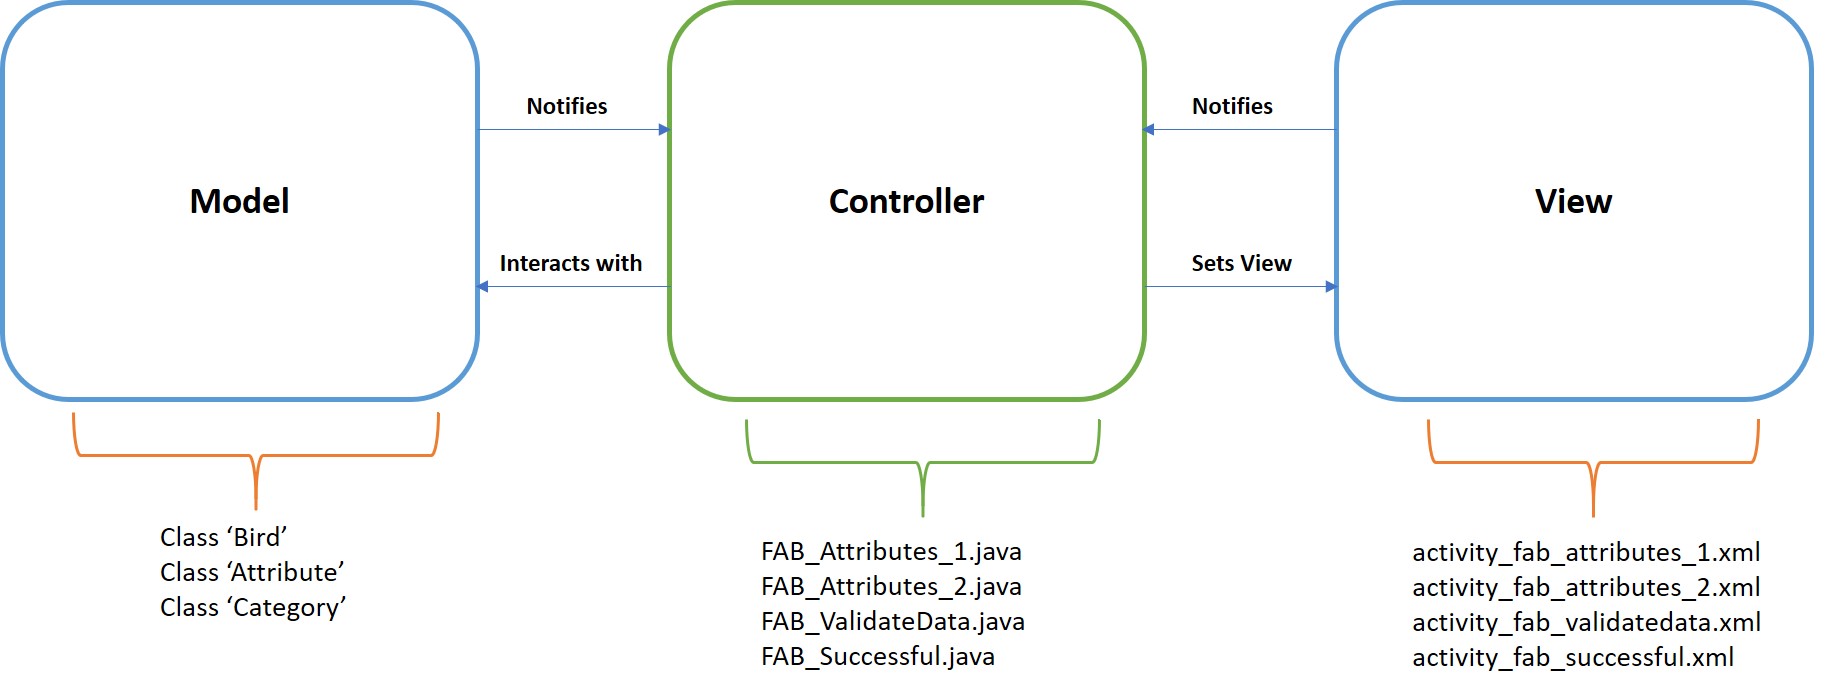 Notifies
Notifies
Model
Controller
View
Interacts with
Sets View
Class ‘Bird’
Class ‘Attribute’
Class ‘Category’
FAB_Attributes_1.java
FAB_Attributes_2.java
FAB_ValidateData.java
FAB_Successful.java
activity_fab_attributes_1.xml
activity_fab_attributes_2.xml
activity_fab_validatedata.xml
activity_fab_successful.xml